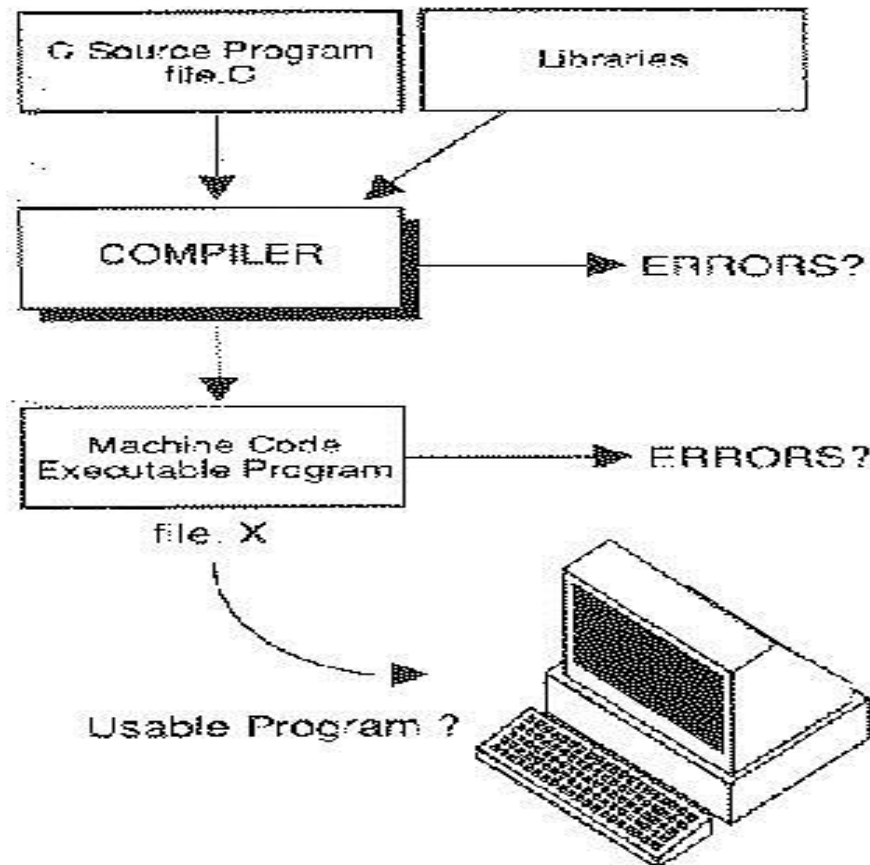 C Source Program
file.C
Libraries
COMPILER
ERRORS?
Machine Code
Executable Program
ERRORS?
file. X
Usable Program ?